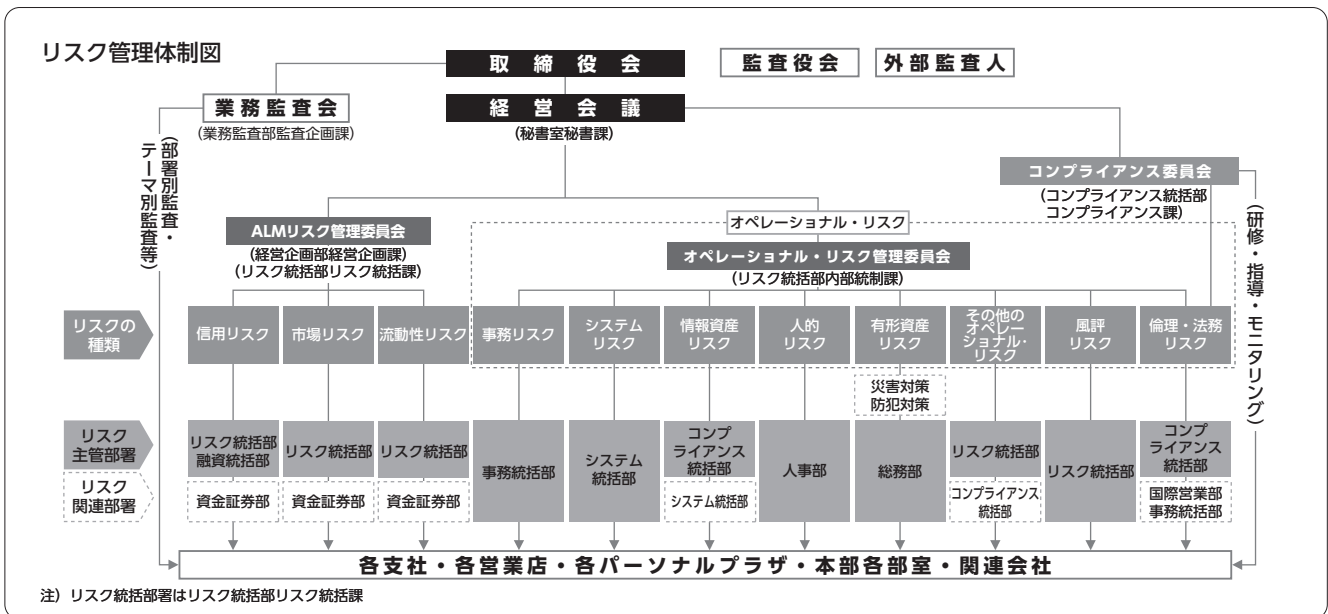 リスク管理体制図
取締役会
監査役会
外部監査人
業務監査会
(業務監査部監査企画課)
経営会議
(秘書室秘書課)
(部署別監査・
テーマ別監査等)
コンプライアンス委員会
(コンプライアンス統括部
コンプライアンス課)
(研修・指導・モニタリング)
オペレーショナル・リスク
ALMリスク管理委員会
(経営企画部経営企画課)
(リスク統括部リスク統括課)
オペレーショナル・リスク管理委員会
(リスク統括部内部統制課)
リスクの
種類
信用リスク
市場リスク
流動性リスク
事務リスク
システム
リスク
情報資産
リスク
人的
リスク
有形資産
リスク
その他の
オペレー
ショナル・
リスク
風評
リスク
倫理・法務
リスク
災害対策
防犯対策
リスク
主管部署
リスク統括部
融資統括部
リスク統括部
リスク統括部
事務統括部
システム
統括部
コンプ
ライアンス
統括部
人事部
総務部
リスク統括部
リスク統括部
コンプ
ライアンス
統括部
リスク
関連部署
資金証券部
資金証券部
資金証券部
システム統括部
コンプライアンス
統括部
国際営業部
事務統括部
各支社・各営業店・各パーソナルプラザ・本部各部室・関連会社
注）リスク統括部署はリスク統括部リスク統括課